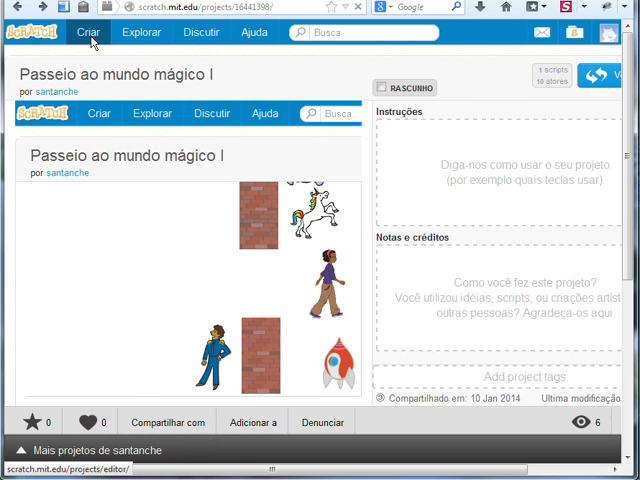 scratch.mit.edu/projects/16441398/
Google
SCRATCH Criar Explorar Discutir Ajuda Busca
Passeio ao mundo mágico I
por santanche
RASCUNHO
1 scripts
10 atores
SCRATCH Criar Explorar Discutir Ajuda Busca
Passeio ao mundo mágico I
por santanche
Instruções
Diga-nos como usar o seu projeto
(por exemplo quais teclas usar).
Notas e créditos
Como você fez este projeto?
Você utilizou idéias, scripts, ou criações artíst
outras pessoas? Agradeça-os aqui.
Add project tags.
Compartilhado em: 10 Jan 2014 Ultima modificação
0 0 Compartilhar com Adicionar a Denunciar 6
Mais projetos de santanche
scratch.mit.edu/projects/editor/